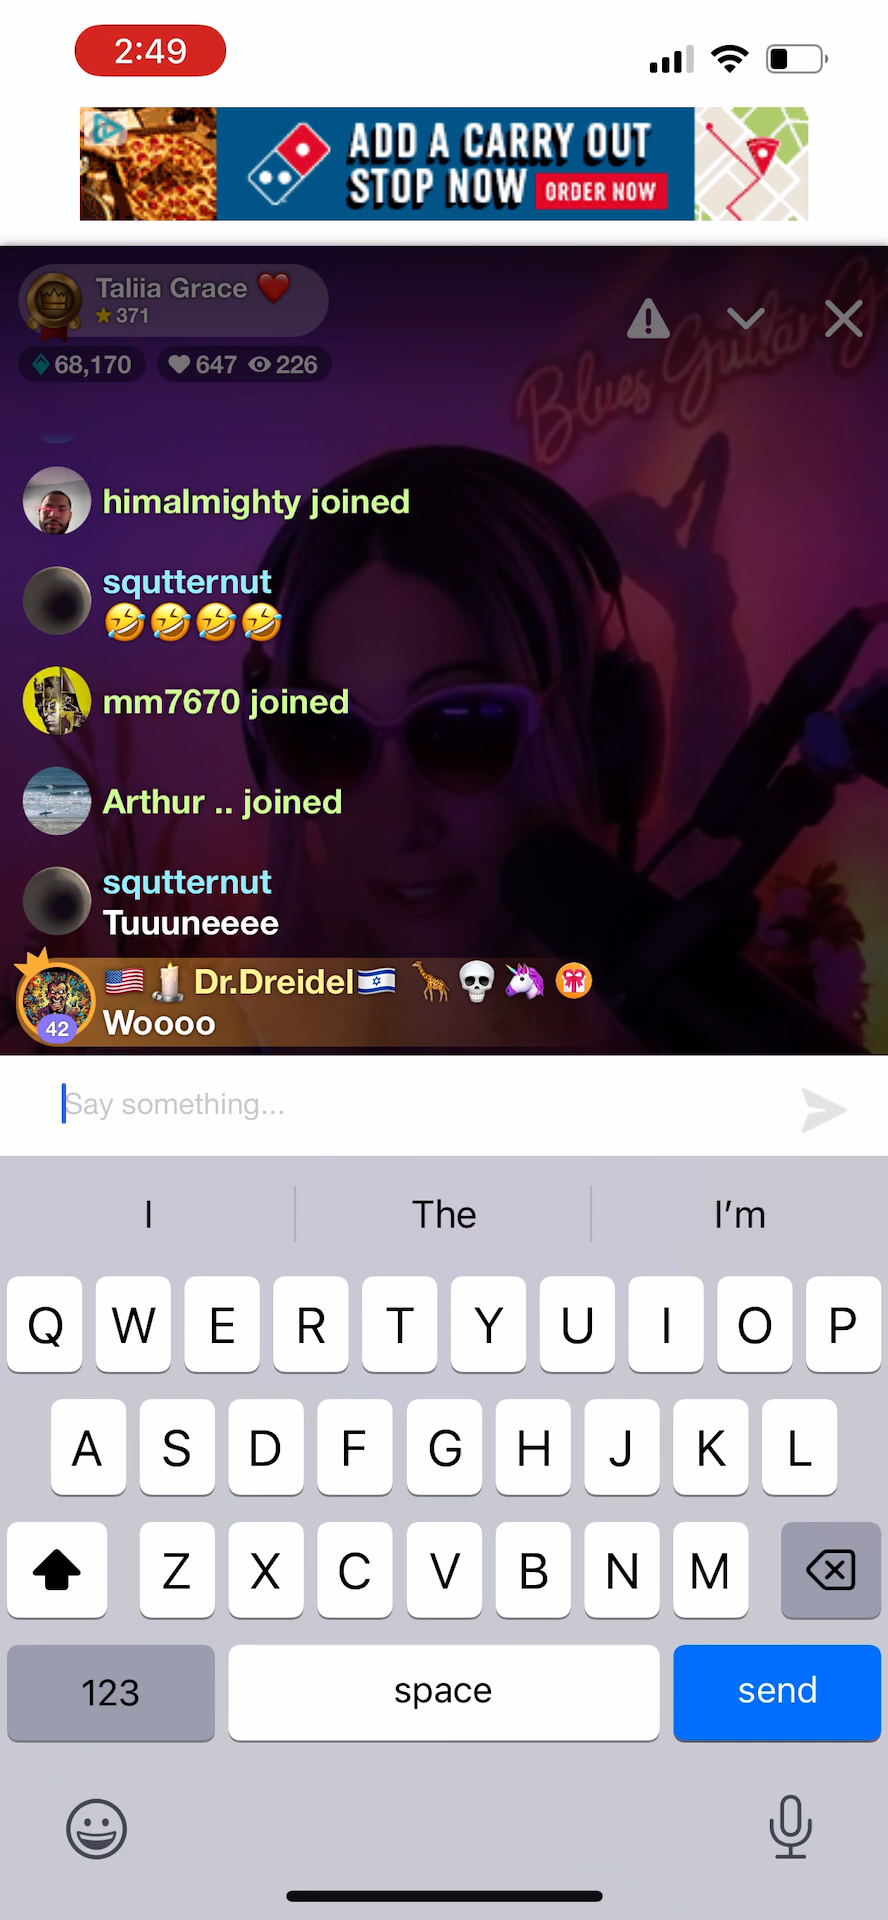 2:49
ADD A CARRY OUT
STOP NOW ORDER NOW
Taliia Grace ❤️
★ 371
68,170 647 226
Blues Guitar G
himalmighty joined
squtternut
🤣🤣🤣🤣
mm7670 joined
Arthur .. joined
squtternut
Tuuuneeee
🇺🇸🕯️Dr.Dreidel🇮🇱 🦒💀🦄
42 Woooo
Say something...
I The I’m
Q W E R T Y U I O P
A S D F G H J K L
Z X C V B N M
123 space send